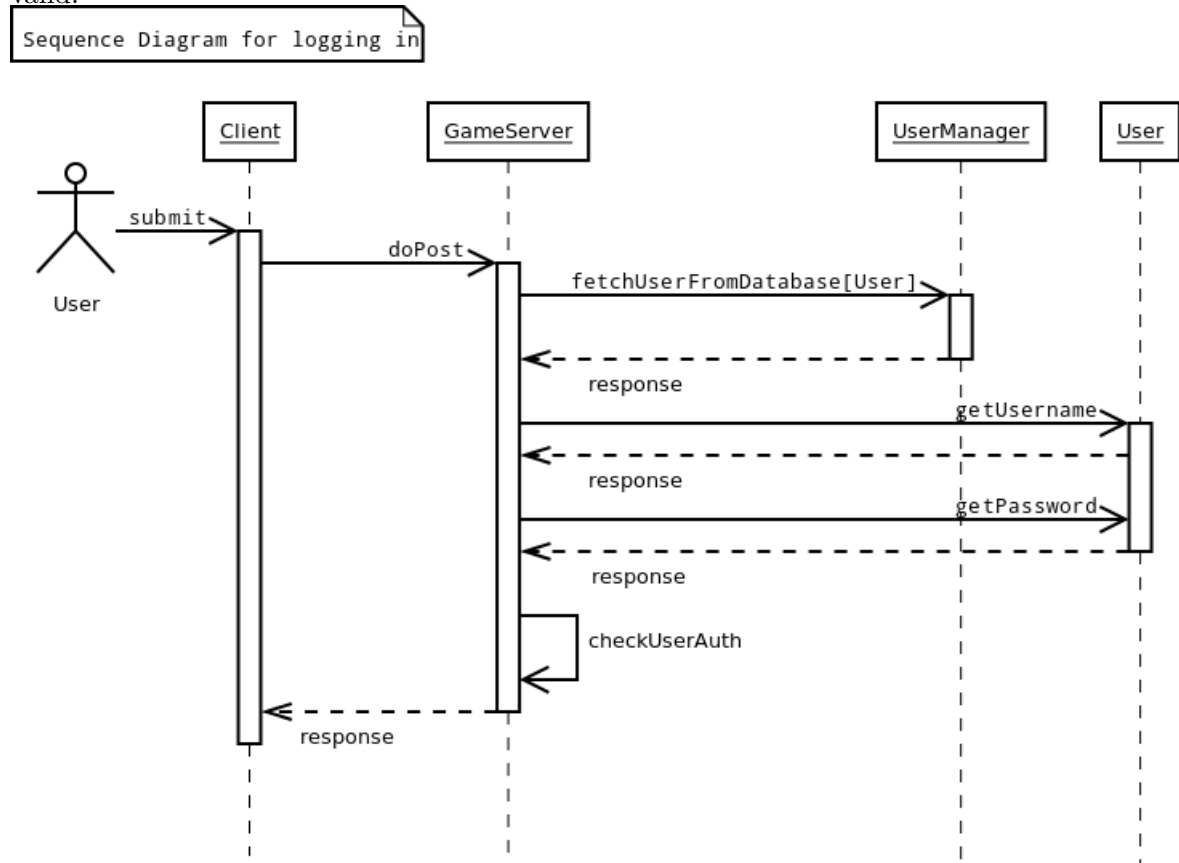 valid.
Sequence Diagram for logging in
Client
GameServer
UserManager
User
submit
doPost
User
fetchUserFromDatabase[User]
response
getUsername
response
getPassword
response
checkUserAuth
response